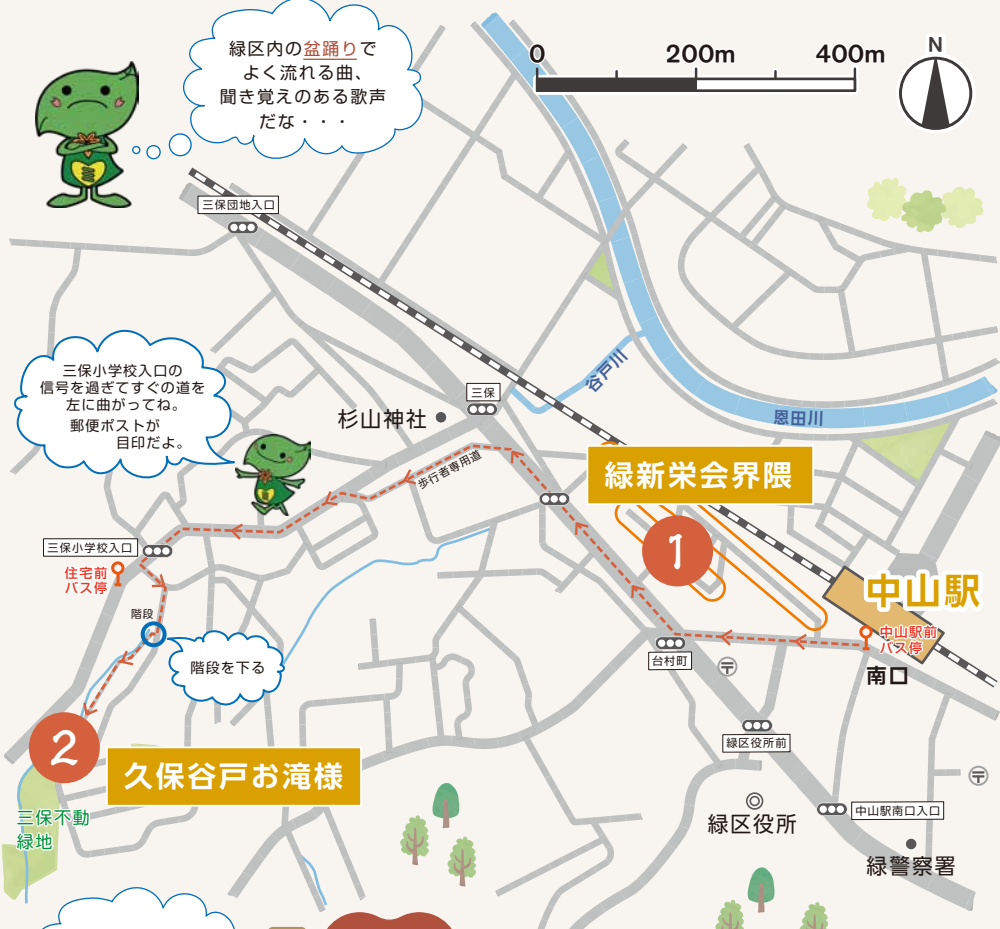 緑区内の盆踊りで
よく流れる曲、
聞き覚えのある歌声
だな・・・
0 200m 400m
N
三保団地入口
三保小学校入口の
信号を過ぎてすぐの道を
左に曲がってね。
郵便ポストが
目印だよ。
三保
杉山神社
谷戸川
恩田川
歩行者専用道
緑新栄会界隈
1
三保小学校入口
住宅前
バス停
中山駅
階段
中山駅前
バス停
南口
階段を下る
台村町
〒
2
久保谷戸お滝様
緑区役所前
〒
三保不動
緑地
緑区役所
中山駅南口入口
緑警察署